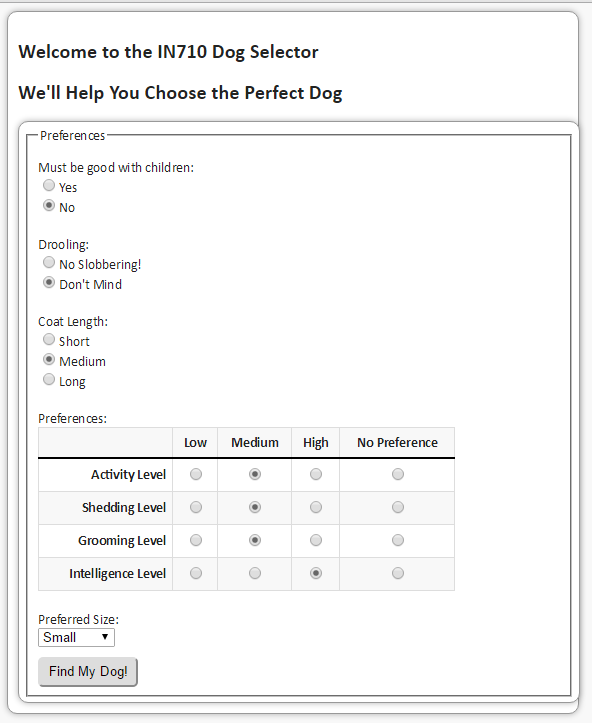 Welcome to the IN710 Dog Selector
We'll Help You Choose the Perfect Dog
Preferences
Must be good with children:
Yes
No
Drooling:
No Slobbering!
Don't Mind
Coat Length:
Short
Medium
Long
Preferences:
Low Medium High No Preference
Activity Level
Shedding Level
Grooming Level
Intelligence Level
Preferred Size:
Small
Find My Dog!